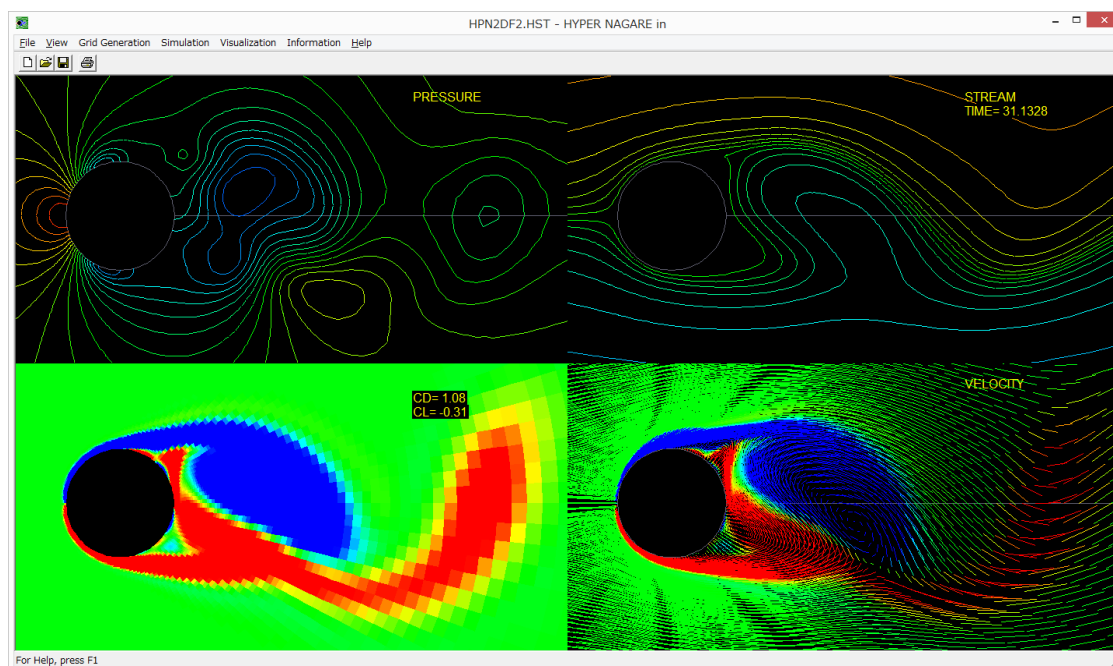 HPN2DF2.HST - HYPER NAGARE in
File View Grid Generation Simulation Visualization Information Help
PRESSURE
STREAM
TIME= 31.1328
CD= 1.08
CL= -0.31
VELOCITY
For Help, press F1